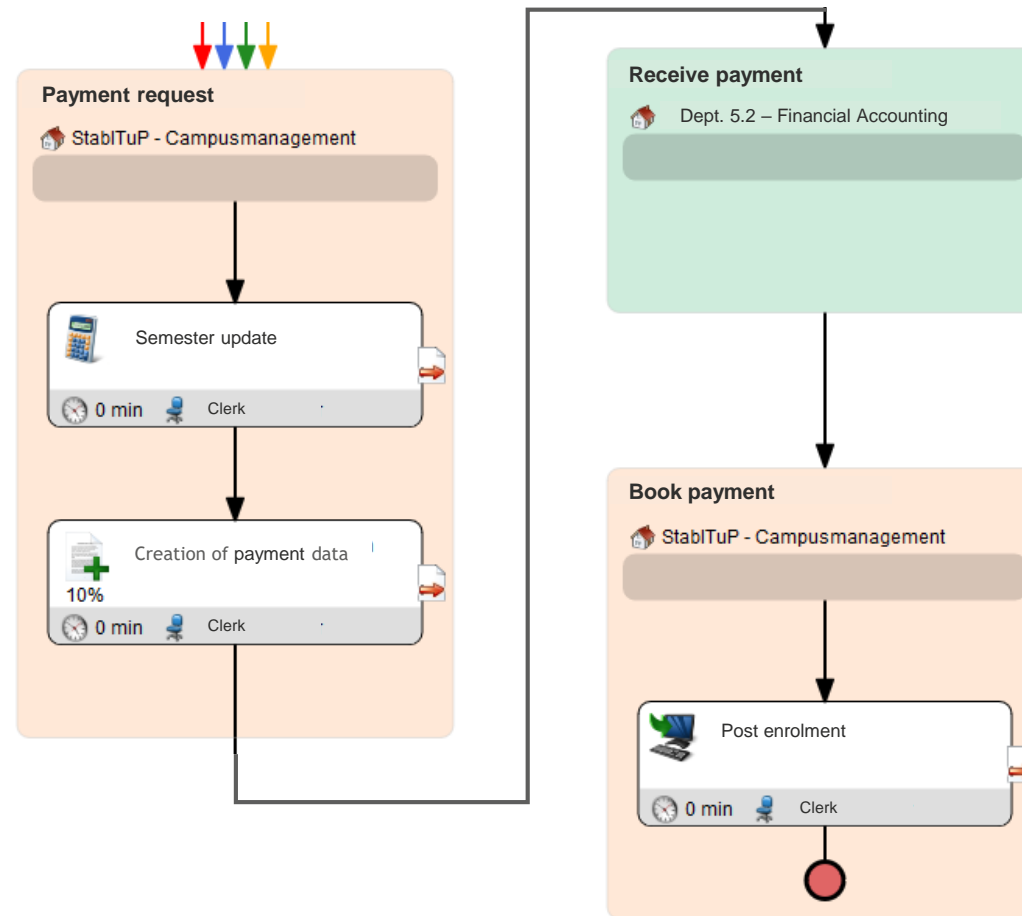 Payment request
StabITuP - Campusmanagement
Semester update
0 min Clerk
Creation of payment data
10%
0 min Clerk
Receive payment
Dept. 5.2 – Financial Accounting
Book payment
StabITuP - Campusmanagement
Post enrolment
0 min Clerk